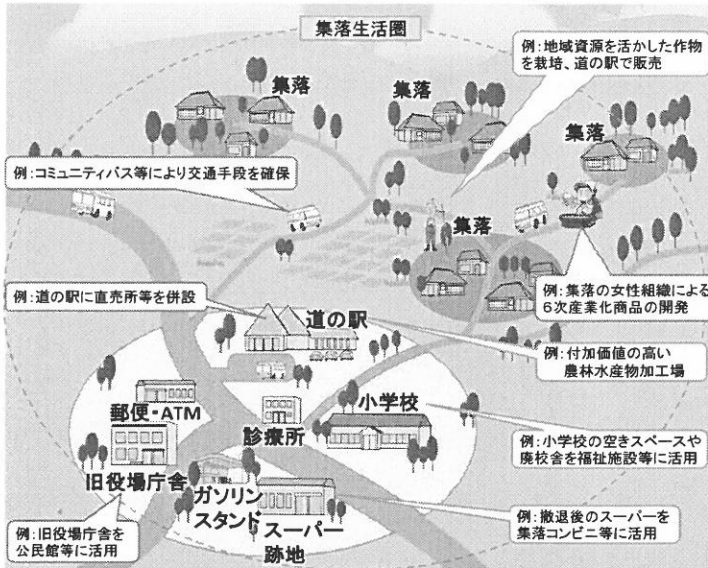 集落生活圏
例:地域資源を活かした作物
を栽培、道の駅で販売
集落
集落
集落
例:コミュニティバス等により交通手段を確保
集落
例:集落の女性組織による
6次産業化商品の開発
例:道の駅に直売所等を併設
道の駅
例:付加価値の高い
農林水産物加工場
郵便・ATM
診療所
小学校
例:小学校の空きスペースや
廃校舎を福祉施設等に活用
旧役場庁舎
ガソリン
スタンド
スーパー
跡地
例:旧役場庁舎を
公民館等に活用
例:撤退後のスーパーを
集落コンビニ等に活用